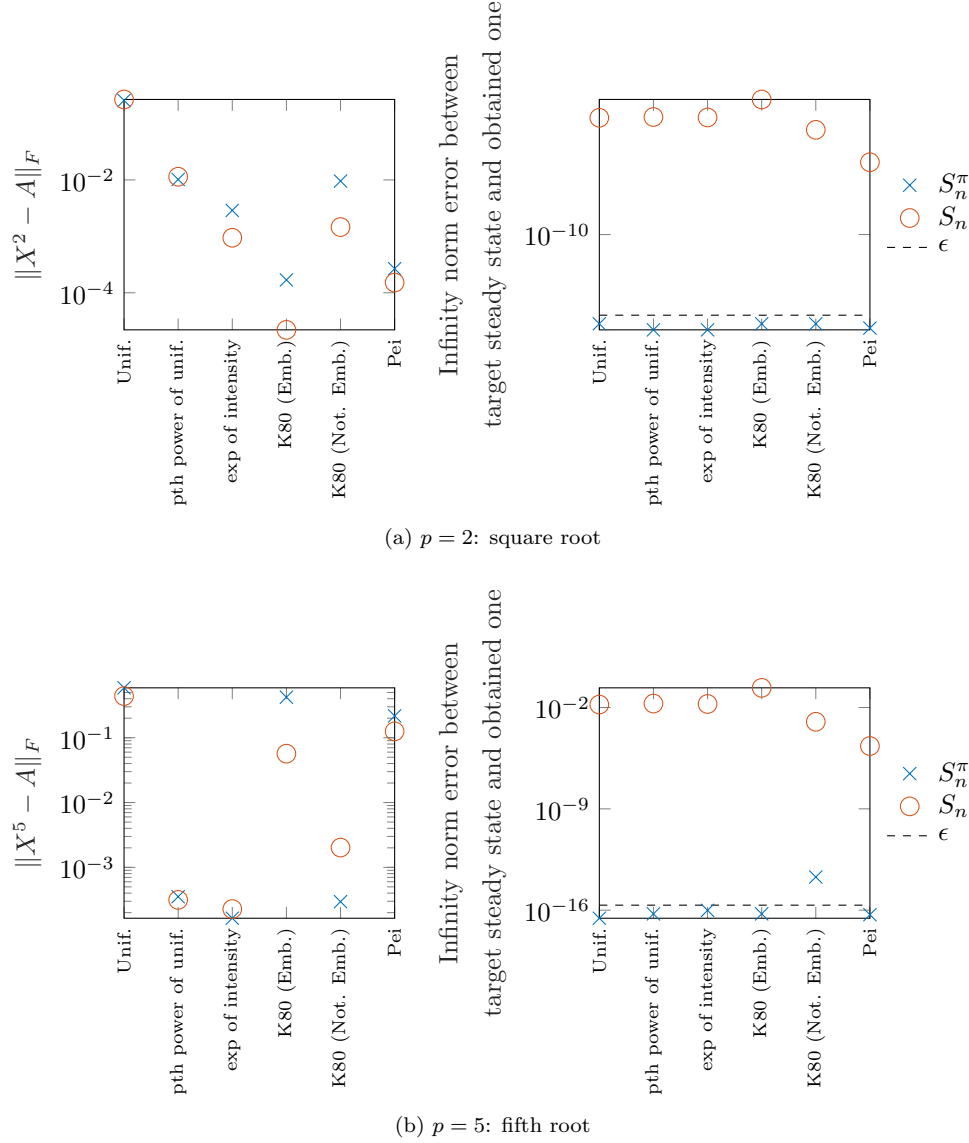 ||X^2 − A||_F
10^−2
10^−4
Unif.
pth power of unif.
exp of intensity
K80 (Emb.)
K80 (Not. Emb.)
Pei
Infinity norm error between
target steady state and obtained one
10^−10
Unif.
pth power of unif.
exp of intensity
K80 (Emb.)
K80 (Not. Emb.)
Pei
S_n^π
S_n
ϵ
(a) p = 2: square root
||X^5 − A||_F
10^−1
10^−2
10^−3
Unif.
pth power of unif.
exp of intensity
K80 (Emb.)
K80 (Not. Emb.)
Pei
Infinity norm error between
target steady state and obtained one
10^−2
10^−9
10^−16
Unif.
pth power of unif.
exp of intensity
K80 (Emb.)
K80 (Not. Emb.)
Pei
S_n^π
S_n
ϵ
(b) p = 5: fifth root